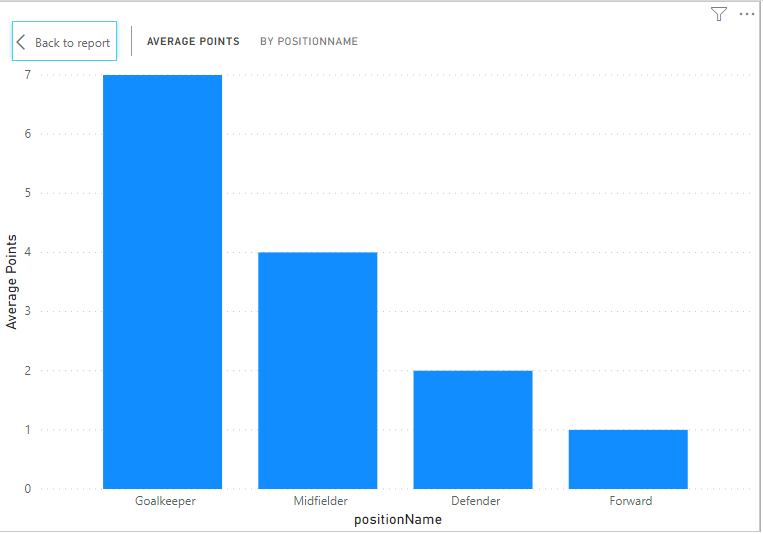 Back to report
AVERAGE POINTS BY POSITIONNAME
7
6
5
4
3
2
1
0
Average Points
Goalkeeper Midfielder Defender Forward
positionName